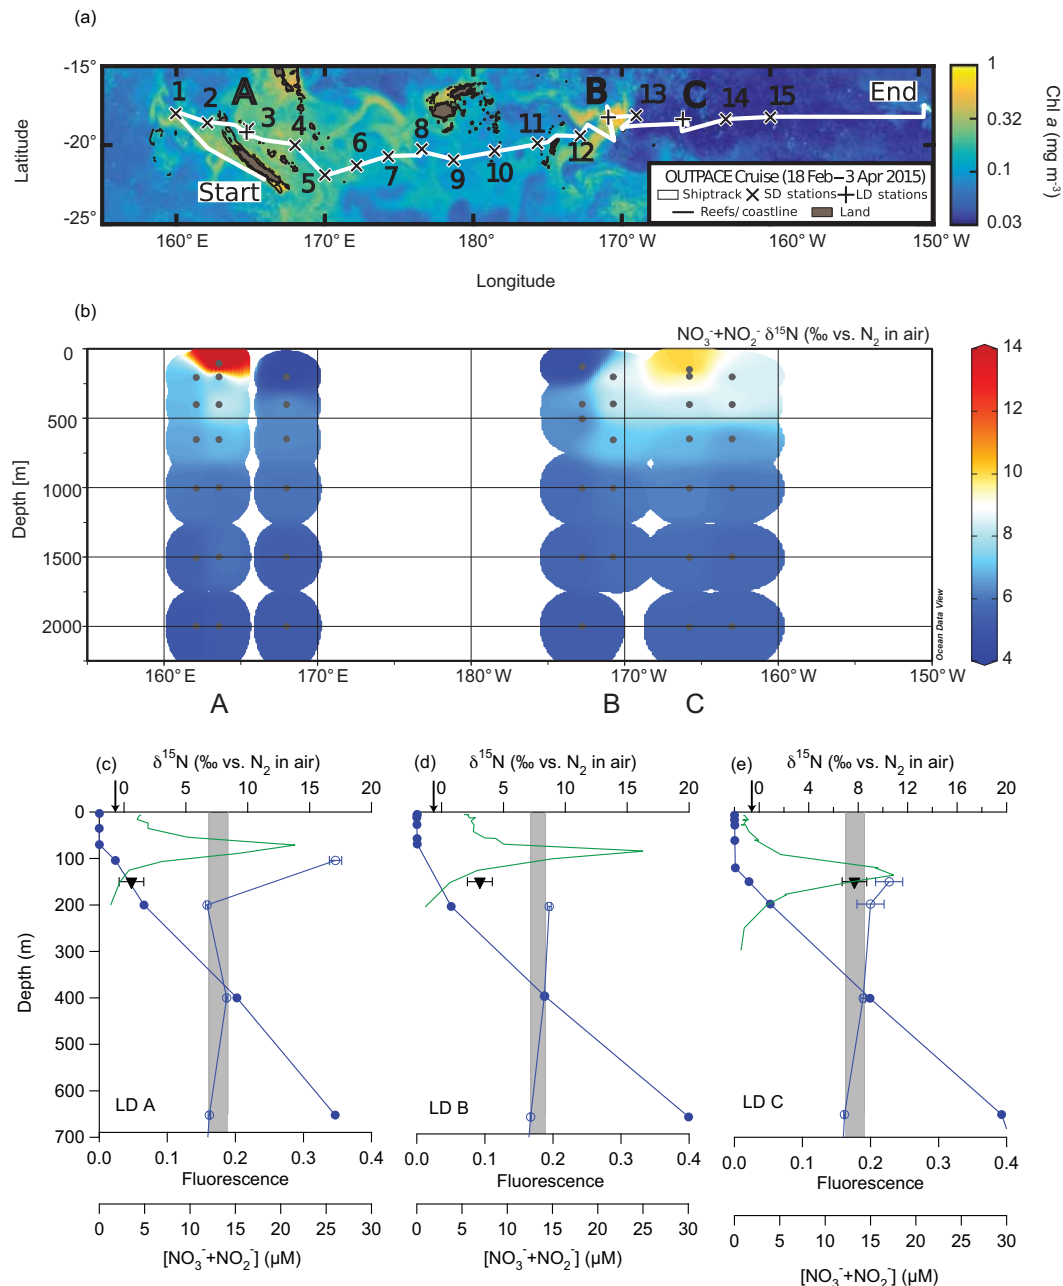 (a)
-15°
-20°
-25°
Latitude
1
2
A
3
4
5
6
7
8
9
10
11
12
B
13
C
14
15
Start
End
OUTPACE Cruise (18 Feb–3 Apr 2015)
Shiptrack SD stations LD stations
Reefs/coastline Land
160° E
170° E
180°
170° W
160° W
150° W
Longitude
1
0.32
0.1
0.03
Chl a (mg m⁻³)
(b)
NO₃⁻+NO₂⁻ δ¹⁵N (‰ vs. N₂ in air)
0
500
1000
1500
2000
Depth [m]
160° E
170° E
180° W
170° W
160° W
150° W
Ocean Data View
14
12
10
8
6
4
A
B
C
(c)
δ¹⁵N (‰ vs. N₂ in air)
0 5 10 15 20
0
100
200
300
400
500
600
700
Depth (m)
LD A
0.0 0.1 0.2 0.3 0.4
Fluorescence
0 5 10 15 20 25 30
[NO₃⁻+NO₂⁻] (µM)
(d)
δ¹⁵N (‰ vs. N₂ in air)
0 4 8 12 16 20
LD B
0.0 0.1 0.2 0.3 0.4
Fluorescence
0 5 10 15 20 25 30
[NO₃⁻+NO₂⁻] (µM)
(e)
δ¹⁵N (‰ vs. N₂ in air)
0 4 8 12 16 20
LD C
0.0 0.1 0.2 0.3 0.4
Fluorescence
0 5 10 20 30
[NO₃⁻+NO₂⁻] (µM)